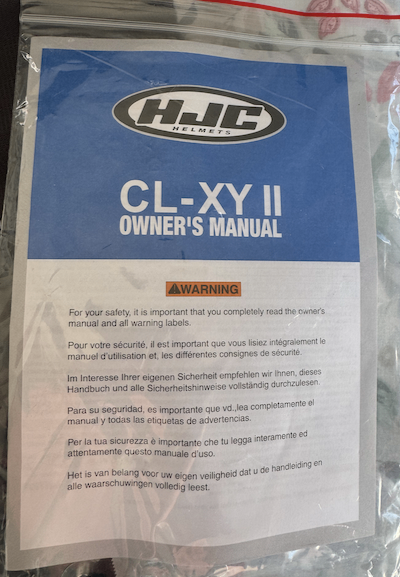 HJC
HELMETS
CL-XY II
OWNER'S MANUAL
WARNING
For your safety, it is important that you completely read the owner's
manual and all warning labels.
Pour votre sécurité, il est important que vous lisiez intégralement le
manuel d'utilisation et, les différentes consignes de sécurité.
Im Interesse Ihrer eigenen Sicherheit empfehlen wir Ihnen, dieses
Handbuch und alle Sicherheitshinweise vollständig durchzulesen.
Para su seguridad, es importante que vd.,lea completamente el
manual y todas las etiquetas de advertencias.
Per la tua sicurezza è importante che tu legga interamente ed
attentamente questo manuale d'uso.
Het is van belang voor uw eigen veiligheid dat u de handleiding en
alle waarschuwingen volledig leest.